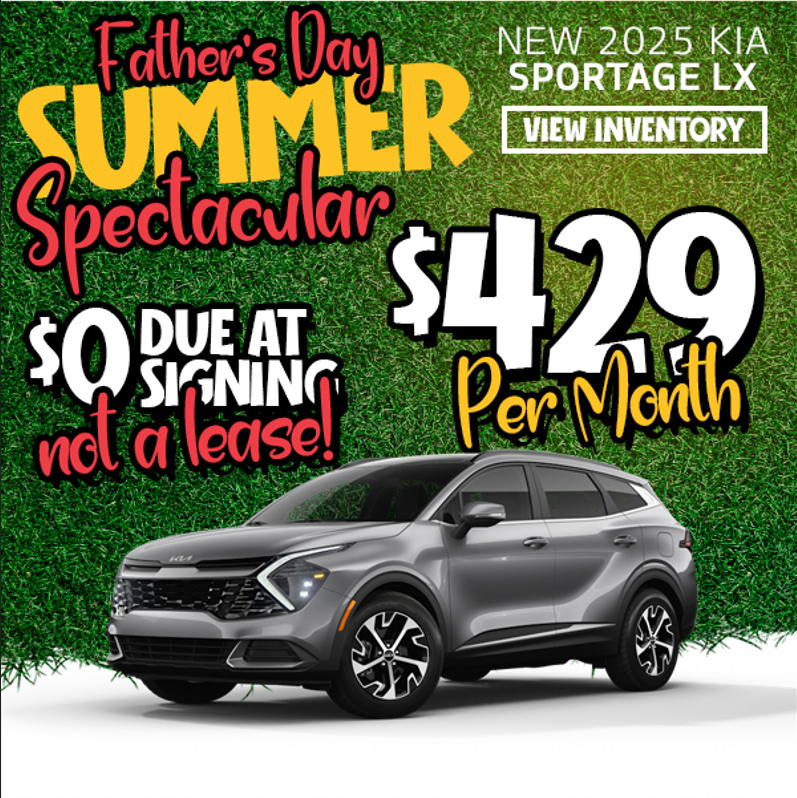 Father's Day
SUMMER
Spectacular
NEW 2025 KIA
SPORTAGE LX
VIEW INVENTORY
$429
Per Month
$0 DUE AT
SIGNING
not a lease!
KIA